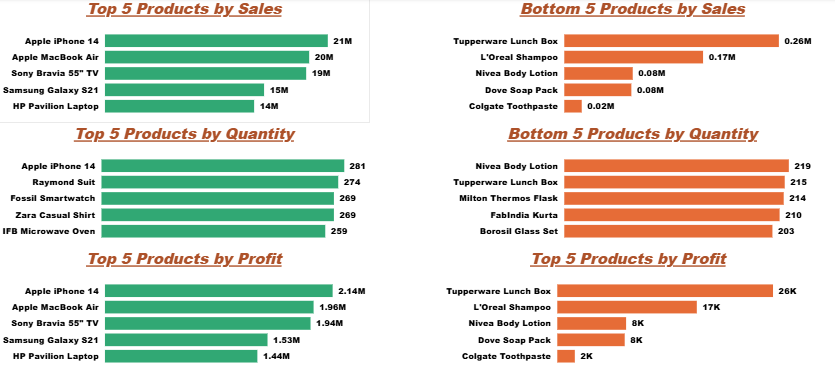 Top 5 Products by Sales
Apple iPhone 14 21M
Apple MacBook Air 20M
Sony Bravia 55" TV 19M
Samsung Galaxy S21 15M
HP Pavilion Laptop 14M
Bottom 5 Products by Sales
Tupperware Lunch Box 0.26M
L'Oreal Shampoo 0.17M
Nivea Body Lotion 0.08M
Dove Soap Pack 0.08M
Colgate Toothpaste 0.02M
Top 5 Products by Quantity
Apple iPhone 14 281
Raymond Suit 274
Fossil Smartwatch 269
Zara Casual Shirt 269
IFB Microwave Oven 259
Bottom 5 Products by Quantity
Nivea Body Lotion 219
Tupperware Lunch Box 215
Milton Thermos Flask 214
FabIndia Kurta 210
Borosil Glass Set 203
Top 5 Products by Profit
Apple iPhone 14 2.14M
Apple MacBook Air 1.96M
Sony Bravia 55" TV 1.94M
Samsung Galaxy S21 1.53M
HP Pavilion Laptop 1.44M
Top 5 Products by Profit
Tupperware Lunch Box 26K
L'Oreal Shampoo 17K
Nivea Body Lotion 8K
Dove Soap Pack 8K
Colgate Toothpaste 2K